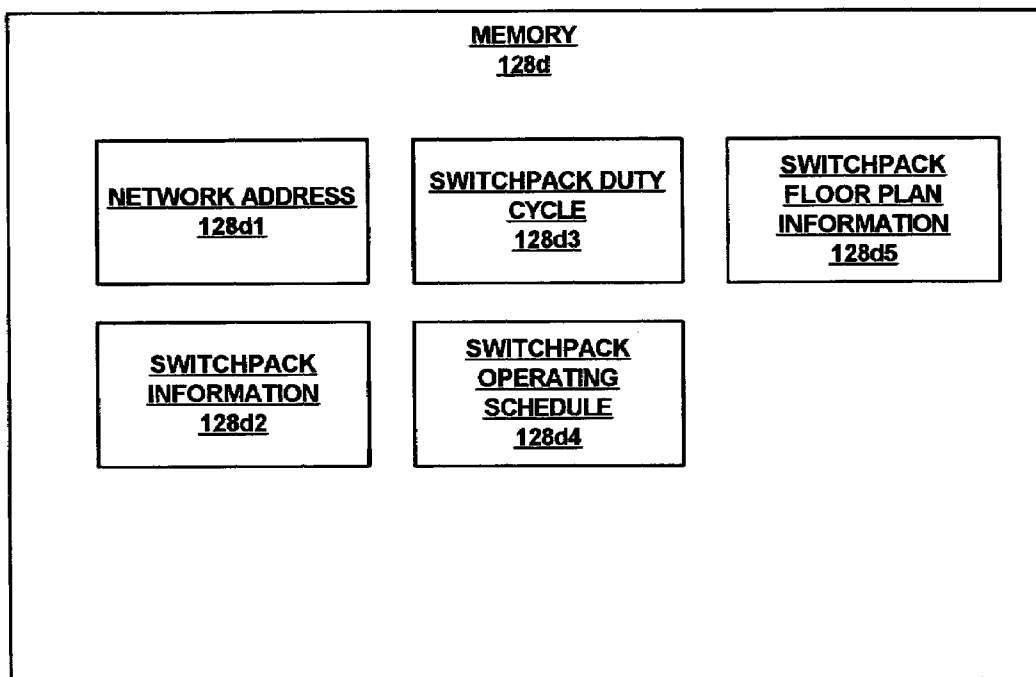 MEMORY
128d
NETWORK ADDRESS
128d1
SWITCHPACK DUTY
CYCLE
128d3
SWITCHPACK
FLOOR PLAN
INFORMATION
128d5
SWITCHPACK
INFORMATION
128d2
SWITCHPACK
OPERATING
SCHEDULE
128d4